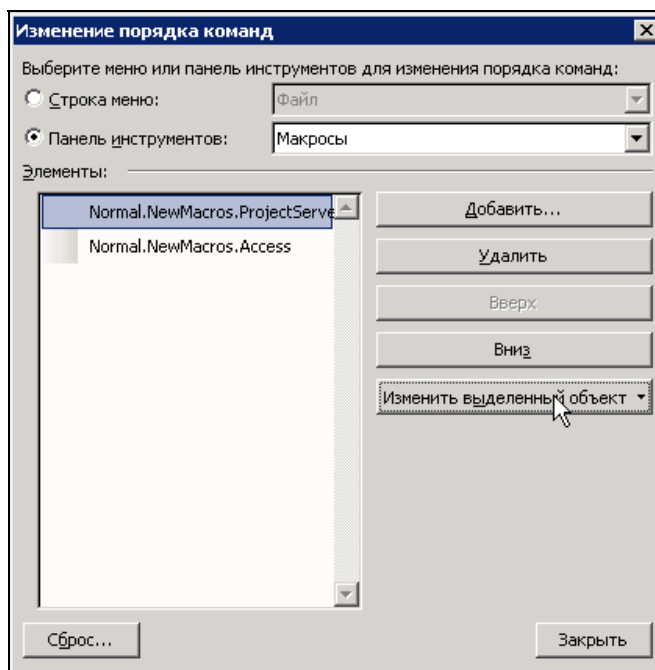 Изменение порядка команд
Выберите меню или панель инструментов для изменения порядка команд:
Строка меню:
Файл
Панель инструментов:
Макросы
Элементы:
Normal.NewMacros.ProjectServe
Normal.NewMacros.Access
Добавить...
Удалить
Вверх
Вниз
Изменить выделенный объект
Сброс...
Закрыть